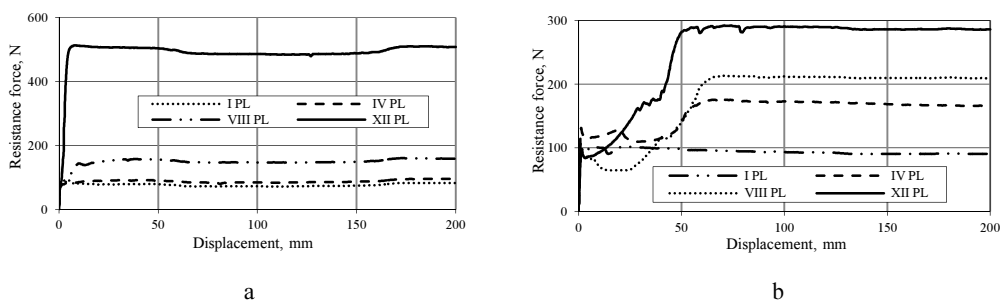 600
400
200
0
Resistance force, N
I PL
IV PL
VIII PL
XII PL
0
50
100
150
200
Displacement, mm
a
300
200
100
0
Resistance force, N
I PL
IV PL
VIII PL
XII PL
0
50
100
150
200
Displacement, mm
b